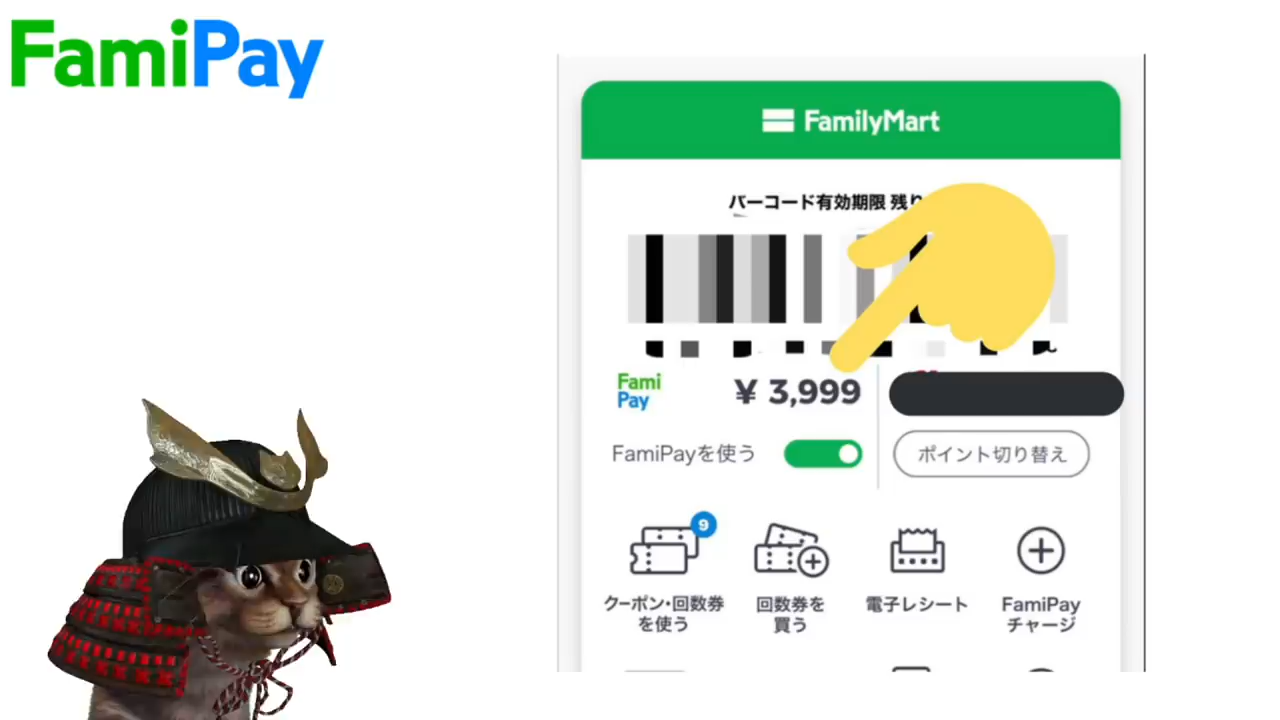 FamiPay
FamilyMart
バーコード有効期限 残り
Fami
Pay
¥ 3,999
FamiPayを使う
ポイント切り替え
9
クーポン・回数券
を使う
回数券を
買う
電子レシート
FamiPay
チャージ